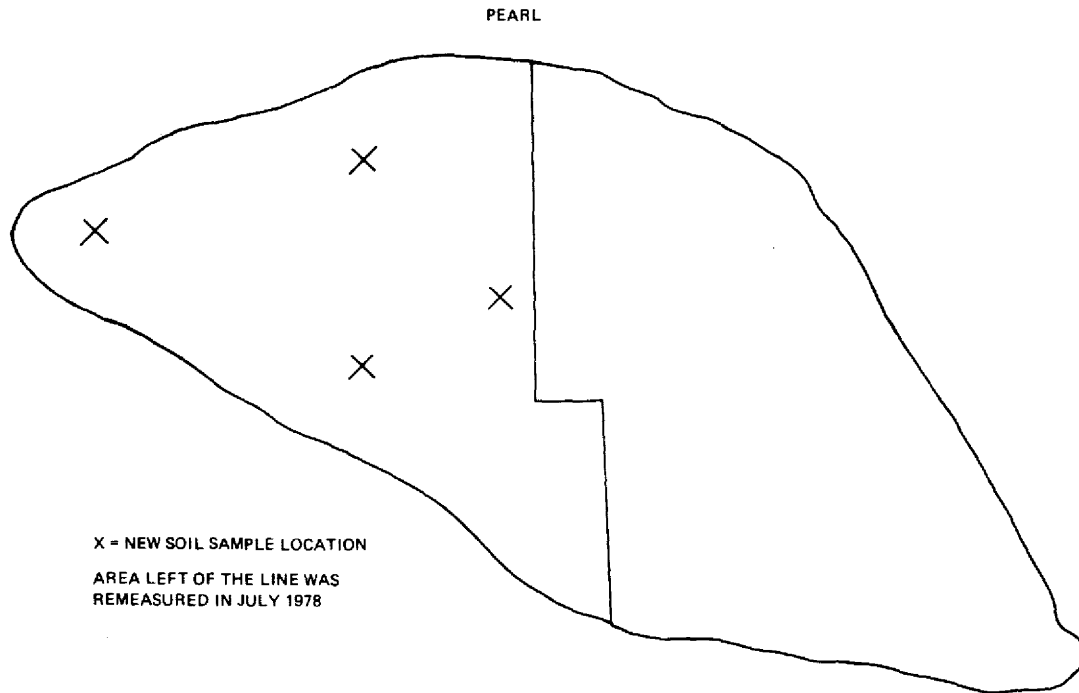 PEARL
X = NEW SOIL SAMPLE LOCATION
AREA LEFT OF THE LINE WAS
REMEASURED IN JULY 1978